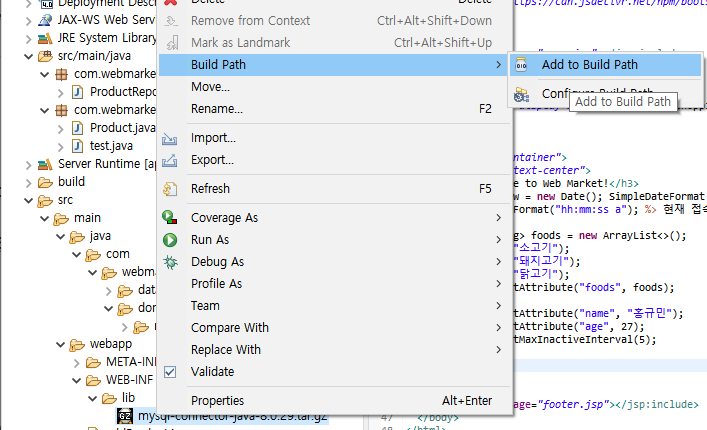 Deployment Descri
JAX-WS Web Serv
JRE System Library
src/main/java
com.webmarke
ProductRepo
com.webmarke
Product.java
test.java
Server Runtime [ap
build
src
main
java
com
webma
data
don
webapp
META-INF
WEB-INF
lib
mysql-connector-java-8.0.29.tar.gz
Delete
Delete
Remove from Context
Ctrl+Alt+Shift+Down
Mark as Landmark
Ctrl+Alt+Shift+Up
Build Path
Move...
Rename...
F2
Import...
Export...
Refresh
F5
Coverage As
Run As
Debug As
Profile As
Team
Compare With
Replace With
Validate
Properties
Alt+Enter
Add to Build Path
Configure Build Path...
Add to Build Path
ttps://cdn.jsdelivr.net/npm/boots
ntainer">
text-center">
e to Web Market!</h3>
w = new Date(); SimpleDateFormat
Format("hh:mm:ss a"); %> 현재 접속
g> foods = new ArrayList<>();
"소고기");
"돼지고기");
"닭고기");
tAttribute("foods", foods);
tAttribute("name", "홍규민");
tAttribute("age", 27);
tMaxInactiveInterval(5);
age="footer.jsp"></jsp:include>
47 </body>
48 </html>